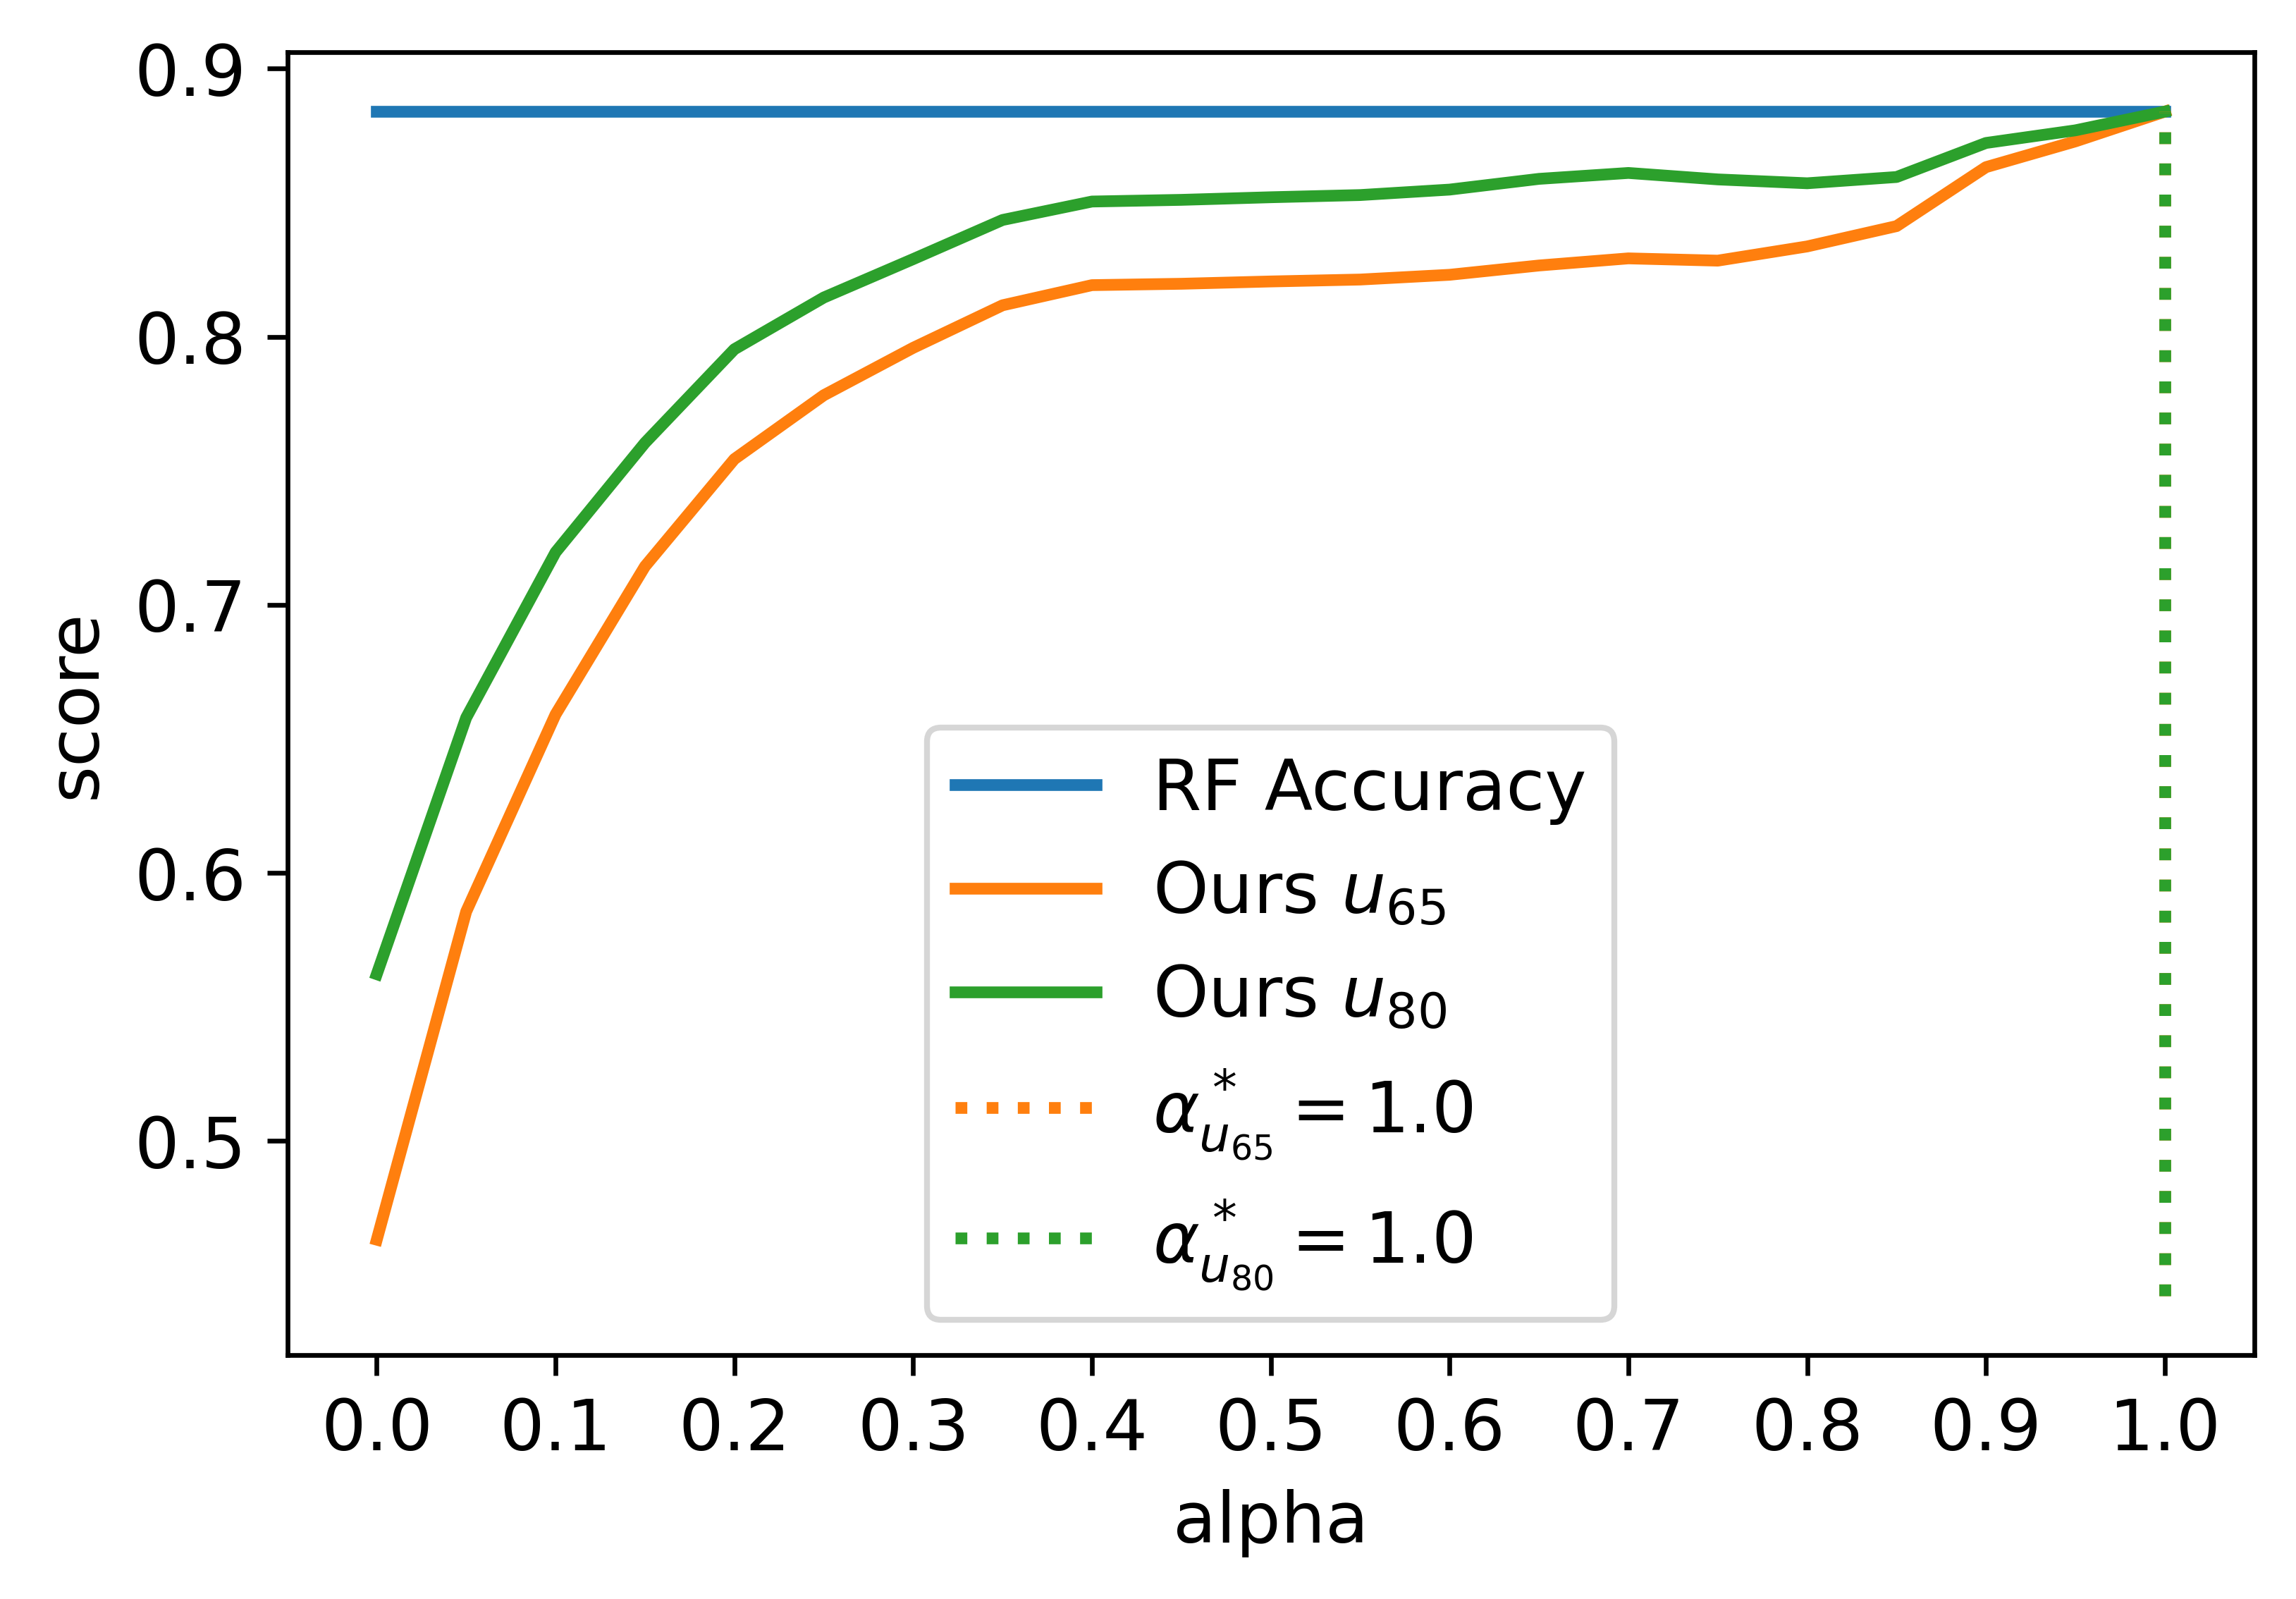 0.9
0.8
0.7
0.6
0.5
score
RF Accuracy
Ours u₆₅
Ours u₈₀
α*ᵤ₆₅ = 1.0
α*ᵤ₈₀ = 1.0
0.0 0.1 0.2 0.3 0.4 0.5 0.6 0.7 0.8 0.9 1.0
alpha